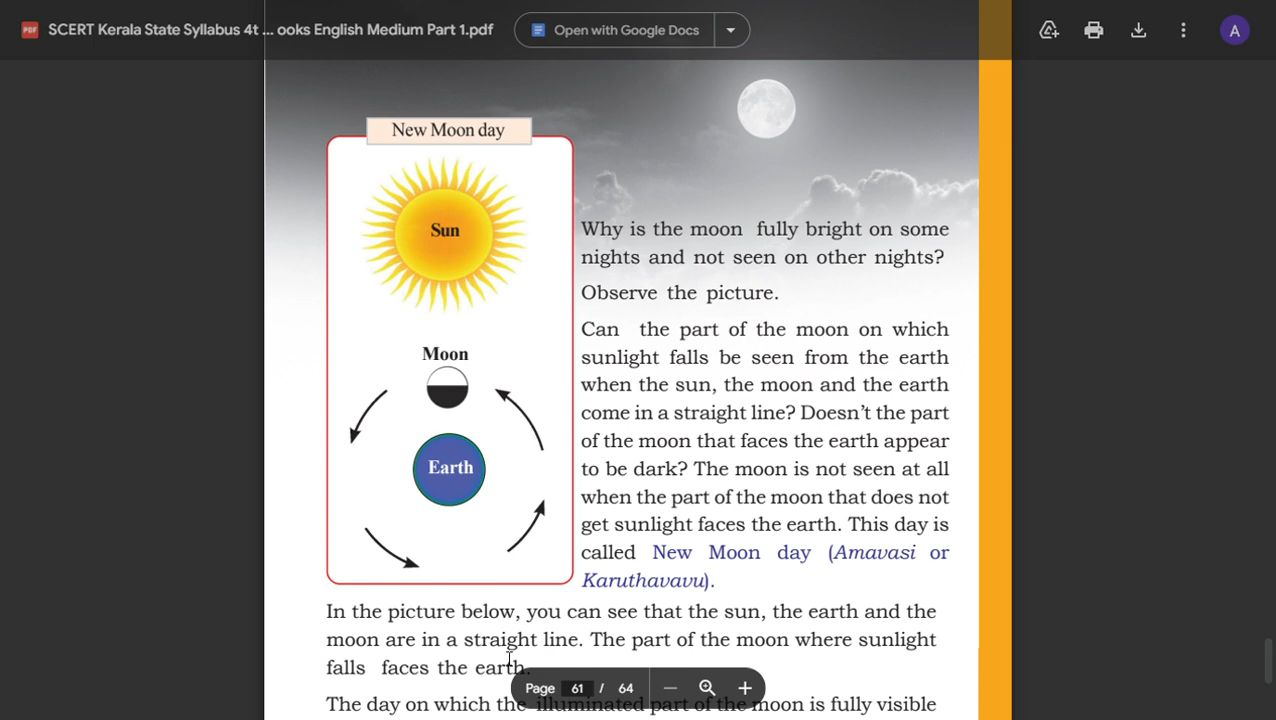 PDF SCERT Kerala State Syllabus 4t ... ooks English Medium Part 1.pdf
Open with Google Docs
A
New Moon day
Sun
Moon
Earth
Why is the moon fully bright on some
nights and not seen on other nights?
Observe the picture.
Can the part of the moon on which
sunlight falls be seen from the earth
when the sun, the moon and the earth
come in a straight line? Doesn't the part
of the moon that faces the earth appear
to be dark? The moon is not seen at all
when the part of the moon that does not
get sunlight faces the earth. This day is
called New Moon day (Amavasi or
Karuthavavu).
In the picture below, you can see that the sun, the earth and the
moon are in a straight line. The part of the moon where sunlight
falls faces the earth.
Page 61 / 64
The day on which the illuminated part of the moon is fully visible